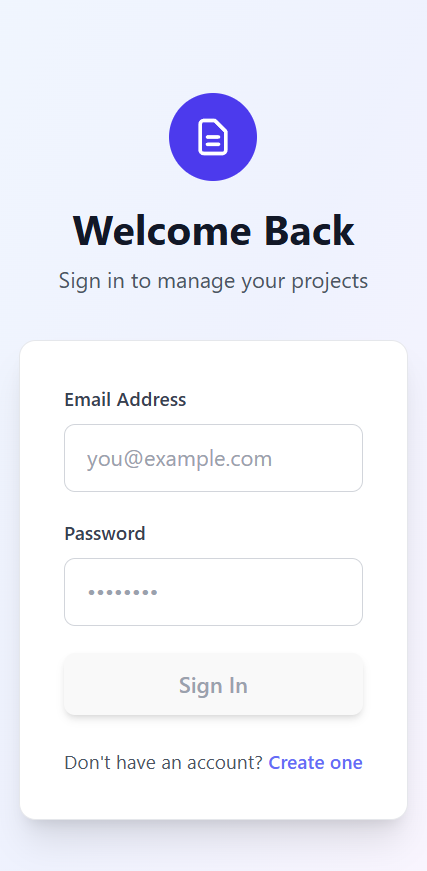 Welcome Back
Sign in to manage your projects
Email Address
you@example.com
Password
••••••••
Sign In
Don't have an account? Create one